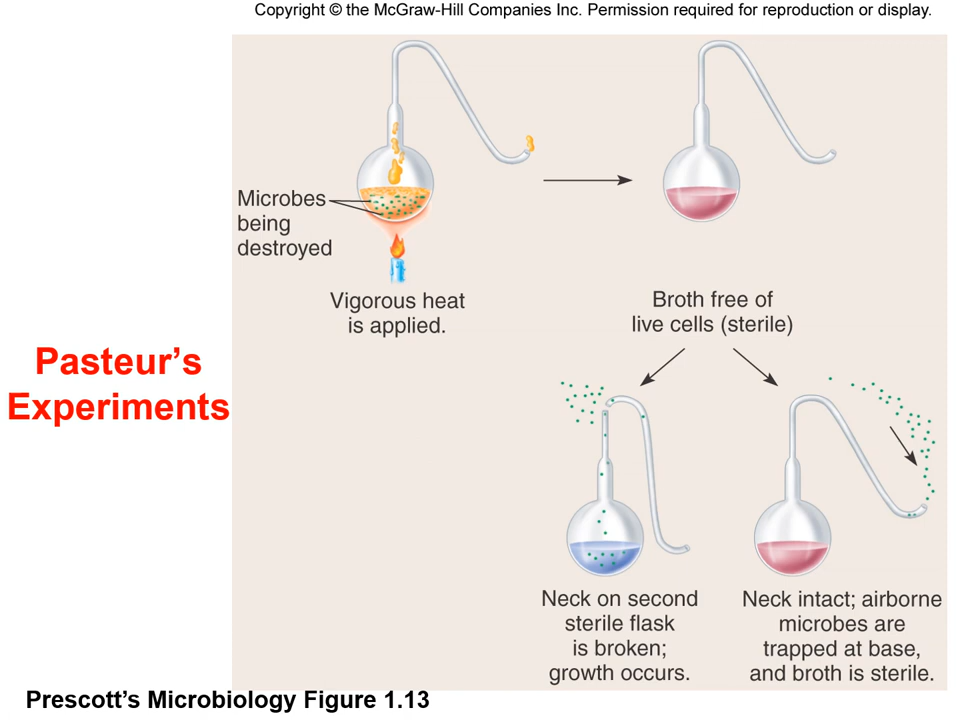 Copyright © the McGraw-Hill Companies Inc. Permission required for reproduction or display.
Microbes
being
destroyed
Vigorous heat
is applied.
Broth free of
live cells (sterile)
Pasteur’s
Experiments
Neck on second
sterile flask
is broken;
growth occurs.
Neck intact; airborne
microbes are
trapped at base,
and broth is sterile.
Prescott’s Microbiology Figure 1.13